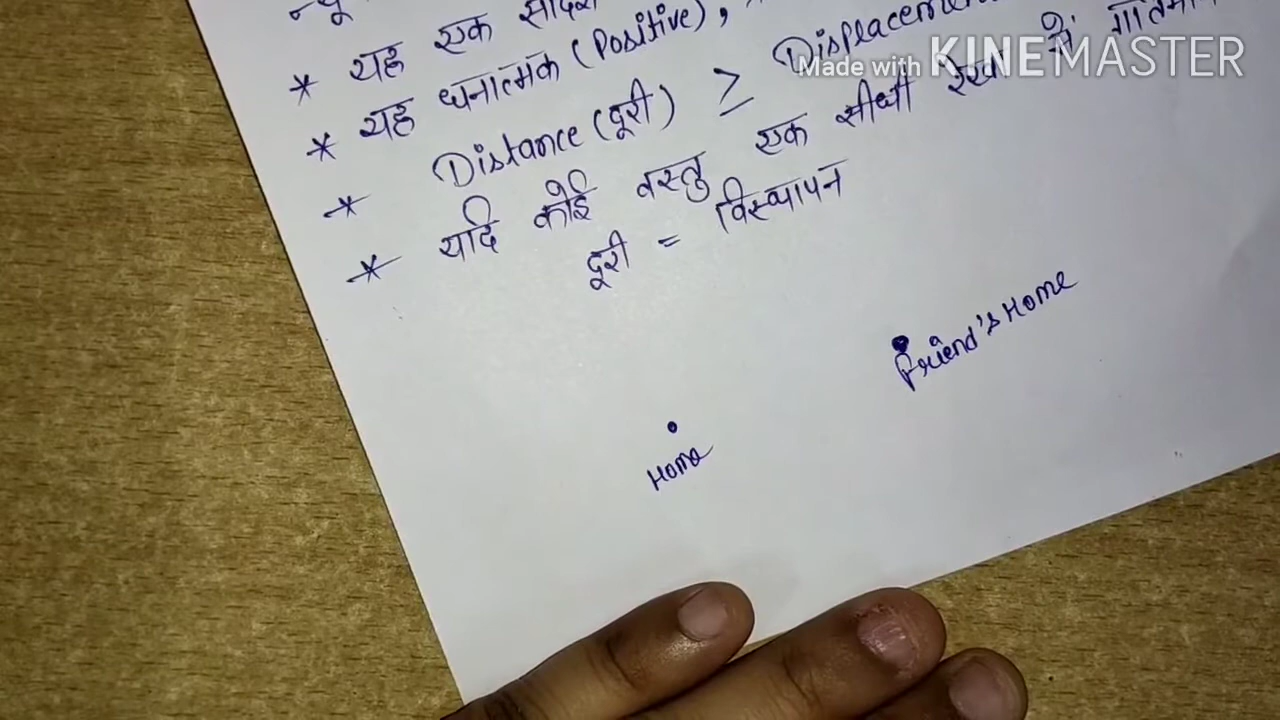 न्यू
* यह एक सदिश
* यह धनात्मक (Positive),
* Distance (दूरी) ≥ Displacement
* यदि कोई वस्तु एक सीधी रेखा में
दूरी = विस्थापन
Friend's Home
Home
Made with KINEMASTER